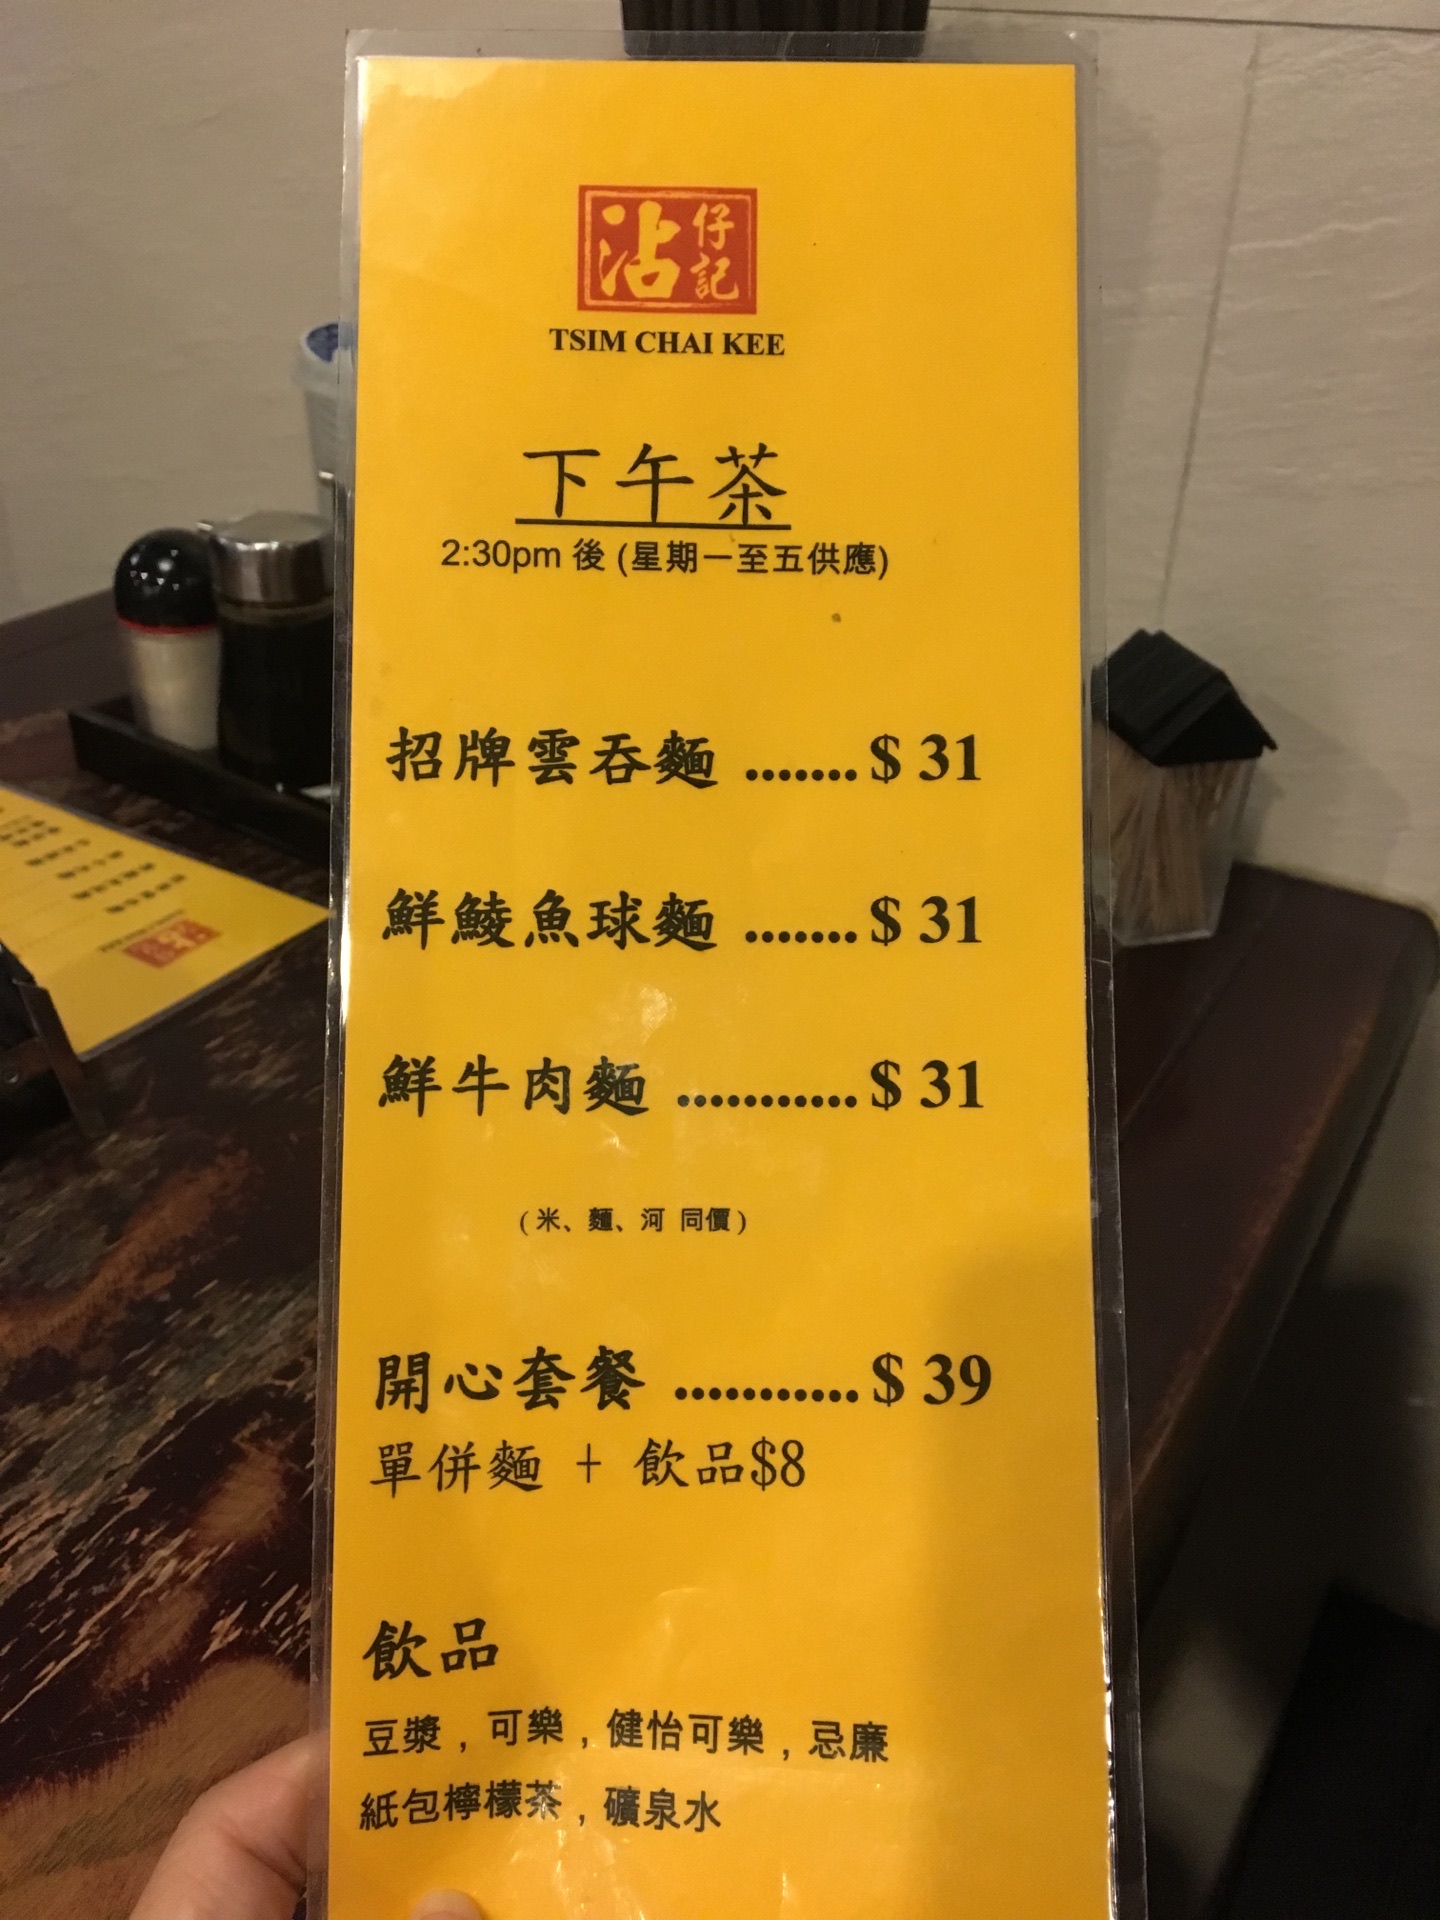 沾仔記
TSIM CHAI KEE
下午茶
2:30pm 後 (星期一至五供應)
招牌雲吞麵 ....... $ 31
鮮鯪魚球麵 ....... $ 31
鮮牛肉麵 ........... $ 31
( 米、麵、河 同價 )
開心套餐 ........... $ 39
單併麵 + 飲品$8
飲品
豆漿 , 可樂 , 健怡可樂 , 忌廉
紙包檸檬茶 , 礦泉水